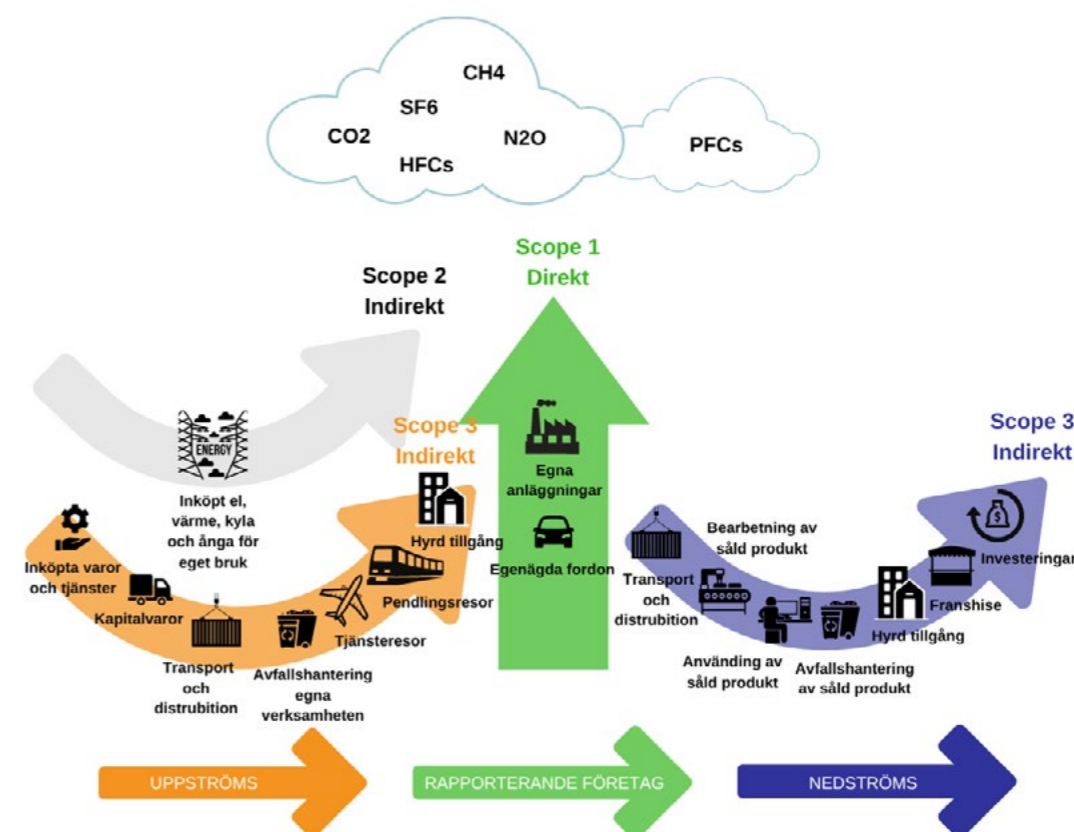 CH4
SF6
CO2
N2O
HFCs
PFCs
Scope 1
Direkt
Scope 2
Indirekt
ENERGY
Inköpt el,
värme, kyla
och ånga för
eget bruk
Scope 3
Indirekt
Inköpta varor
och tjänster
Kapitalvaror
Transport
och
distrubition
Avfallshantering
egna
verksamheten
Tjänsteresor
Pendlingsresor
Hyrd tillgång
Egna
anläggningar
Egenägda fordon
Scope 3
Indirekt
Transport
och
distrubition
Bearbetning av
såld produkt
Använding av
såld produkt
Avfallshantering
av såld produkt
Hyrd tillgång
Franshise
$
Investeringar
UPPSTRÖMS
RAPPORTERANDE FÖRETAG
NEDSTRÖMS